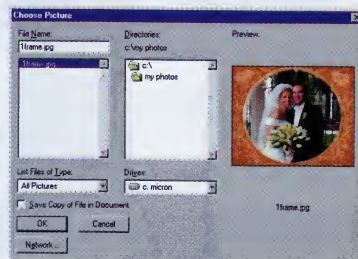 Choose Picture
File Name:
1frame.jpg
1frame.jpg
Directories:
c:\my photos
c:\
my photos
Preview:
1frame.jpg
List Files of Type:
All Pictures
Drives:
c: micron
Save Copy of File in Document
OK
Cancel
Network...